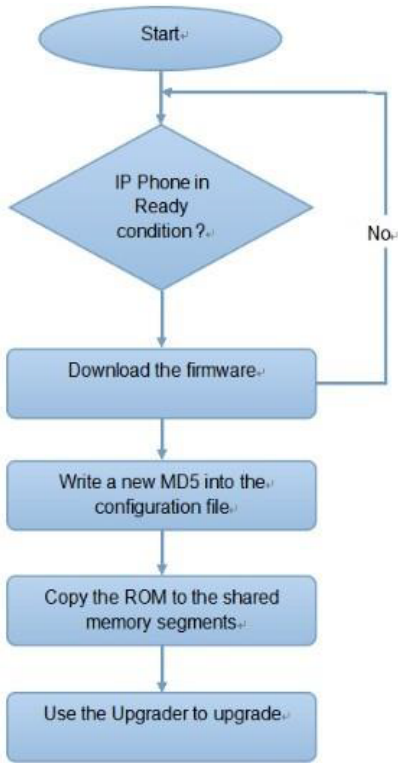 Start
IP Phone in
Ready
condition ?
No
Download the firmware
Write a new MD5 into the
configuration file
Copy the ROM to the shared
memory segments
Use the Upgrader to upgrade